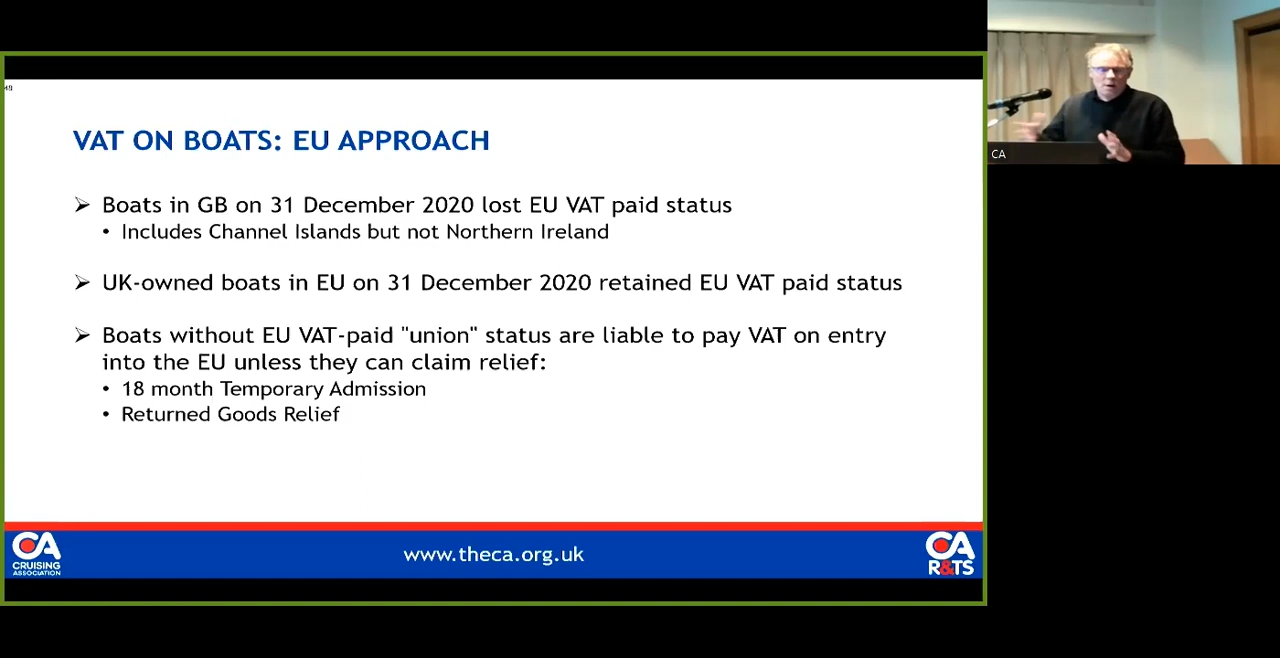 48
VAT ON BOATS: EU APPROACH
➢ Boats in GB on 31 December 2020 lost EU VAT paid status
• Includes Channel Islands but not Northern Ireland
➢ UK-owned boats in EU on 31 December 2020 retained EU VAT paid status
➢ Boats without EU VAT-paid "union" status are liable to pay VAT on entry
into the EU unless they can claim relief:
• 18 month Temporary Admission
• Returned Goods Relief
CA
CRUISING
ASSOCIATION
www.theca.org.uk
CA
R&TS
CA